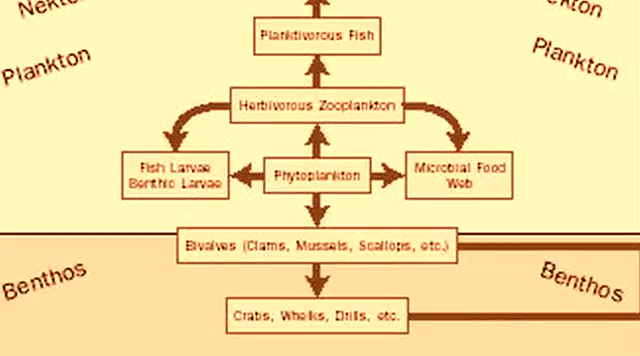 Nekton
Planktivorous Fish
Plankton
Plankton
Herbivorous Zooplankton
Fish Larvae
Benthic Larvae
Phytoplankton
Microbial Food
Web
Bivalves (Clams, Mussels, Scallops, etc.)
Benthos
Benthos
Crabs, Whelks, Drills, etc.